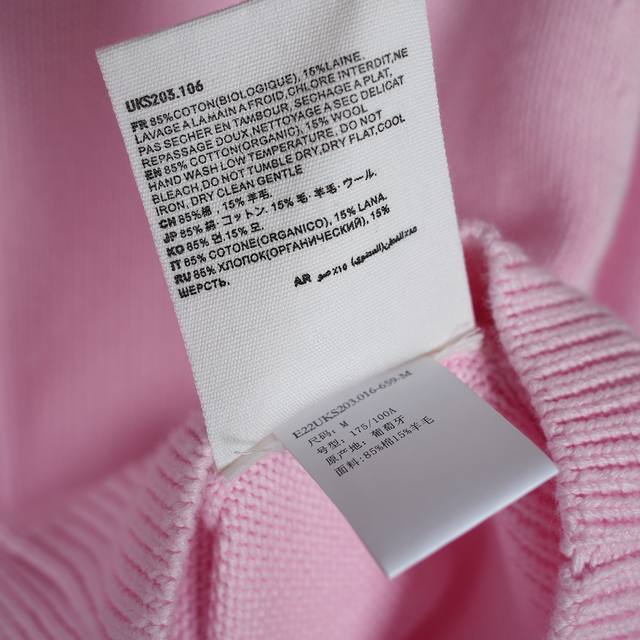 UKS203.106
FR 85%COTON(BIOLOGIQUE), 15%LAINE.
LAVAGE À LA MAIN A FROID, CHLORE INTERDIT, NE
PAS SECHER EN TAMBOUR, SECHAGE A PLAT,
REPASSAGE DOUX, NETTOYAGE A SEC DELICAT
EN 85% COTTON(ORGANIC), 15% WOOL
HAND WASH LOW TEMPERATURE, DO NOT
BLEACH, DO NOT TUMBLE DRY, DRY FLAT, COOL
IRON, DRY CLEAN GENTLE
CH 85%棉·15%羊毛.
JP 85%綿·コットン. 15%毛·羊毛·ウール.
KO 85% 면, 15% 모.
IT 85% COTONE(ORGANICO), 15% LANA.
RU 85% ХЛОПОК(ОРГАНИЧЕСКИЙ), 15%
ШЕРСТЬ.
AR
E22UKS203.016-659-M
尺码: M
号型: 175/100A
原产地: 葡萄牙
面料: 85%棉15%羊毛